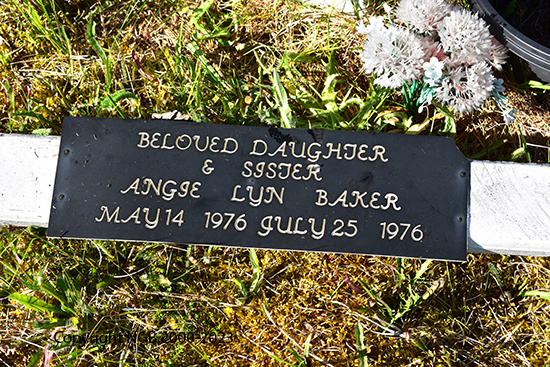 BELOVED DAUGHTER
& SISTER
ANGIE LYN BAKER
MAY 14 1976 JULY 25 1976